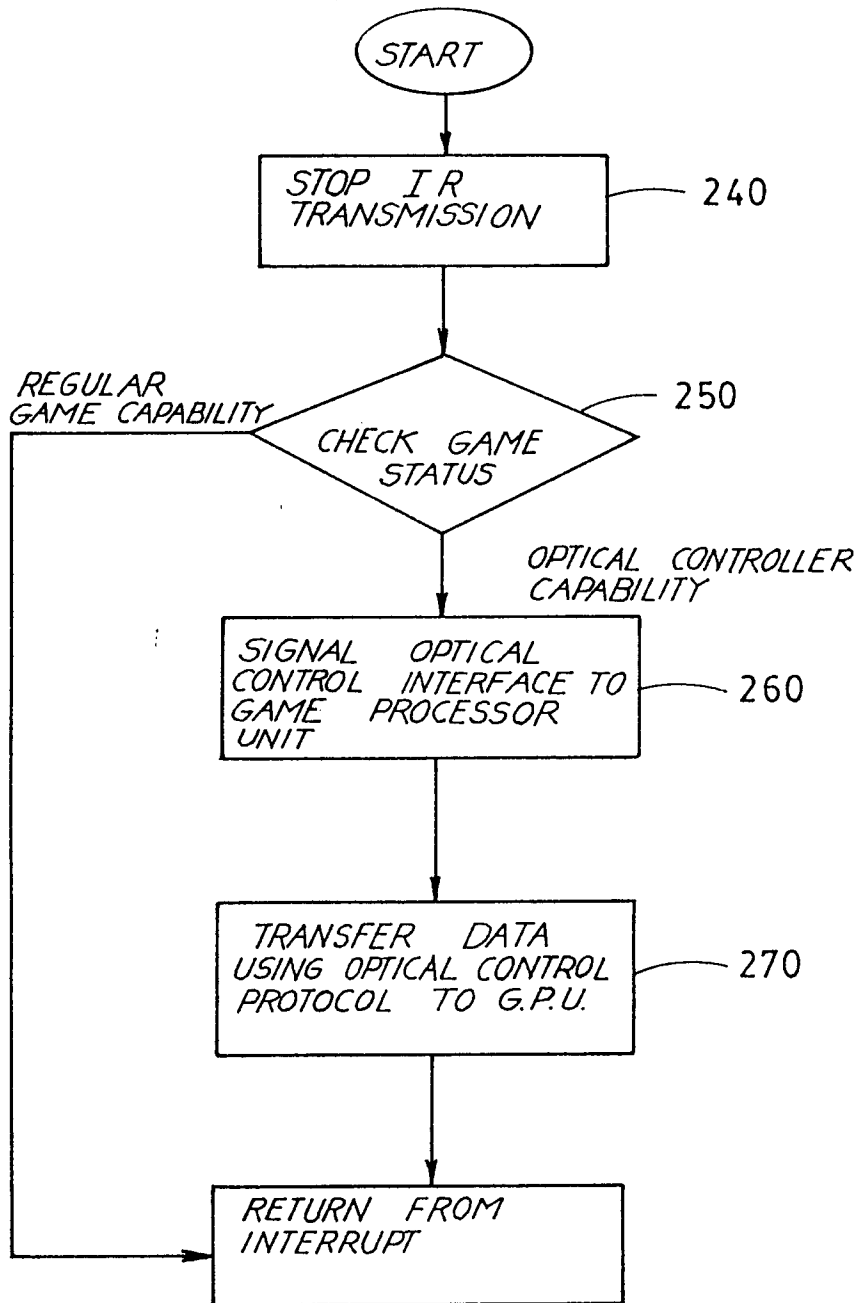 START
STOP IR
TRANSMISSION
240
REGULAR
GAME CAPABILITY
250
CHECK GAME
STATUS
OPTICAL CONTROLLER
CAPABILITY
SIGNAL OPTICAL
CONTROL INTERFACE TO
GAME PROCESSOR
UNIT
260
TRANSFER DATA
USING OPTICAL CONTROL
PROTOCOL TO G.P.U.
270
RETURN FROM
INTERRUPT